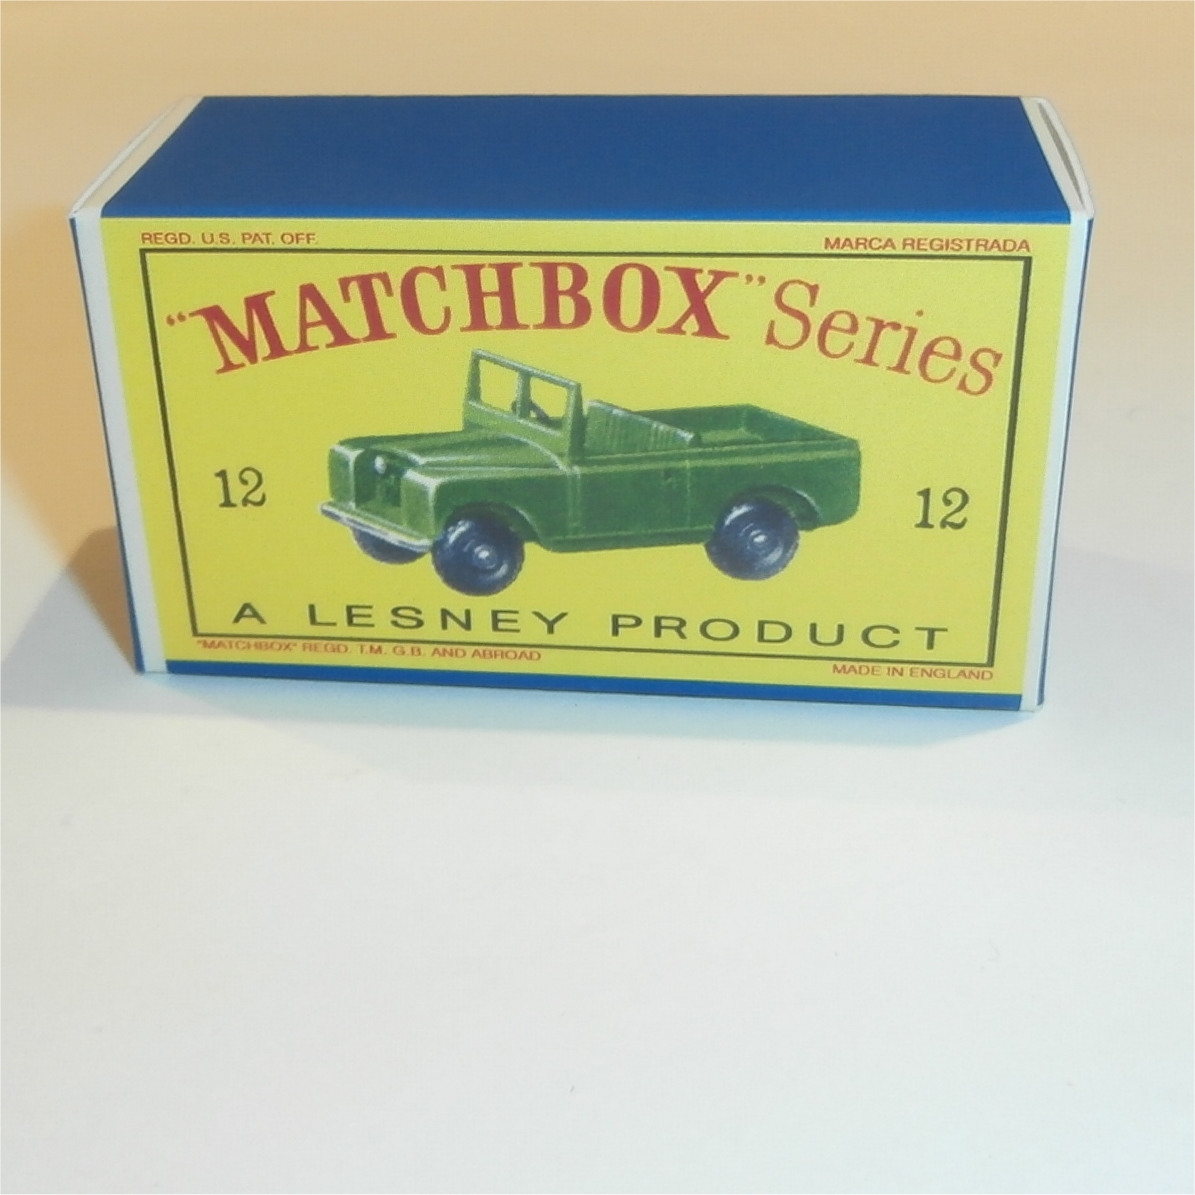 REGD. U.S. PAT. OFF.
MARCA REGISTRADA
"MATCHBOX" Series
12
12
A LESNEY PRODUCT
"MATCHBOX" REGD. T.M. G.B. AND ABROAD
MADE IN ENGLAND